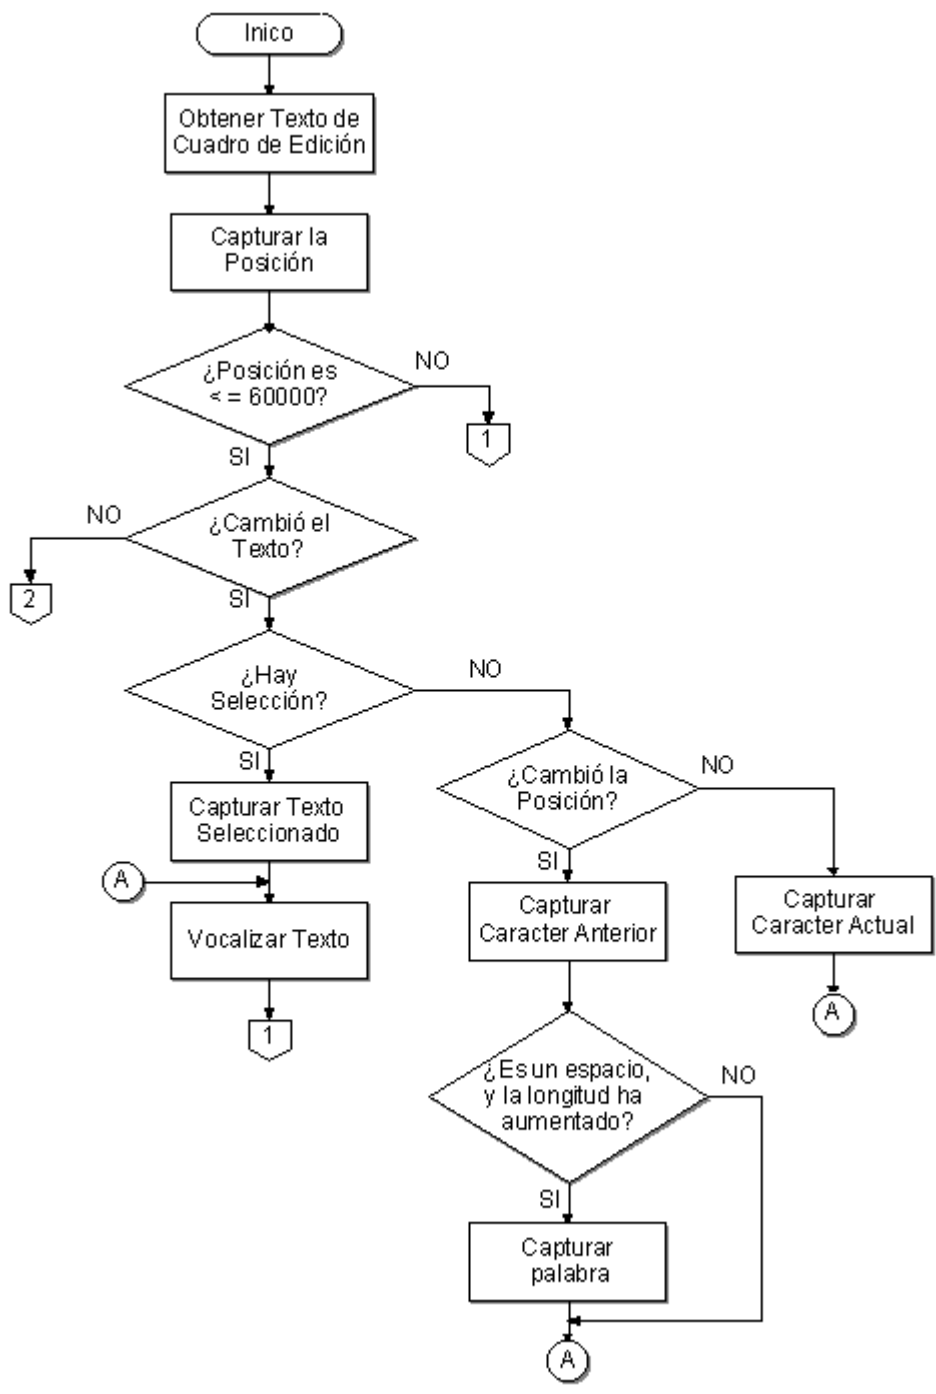 Inico
Obtener Texto de
Cuadro de Edición
Capturar la
Posición
¿Posición es
< = 60000?
NO
1
SI
¿Cambió el
Texto?
NO
2
SI
¿Hay
Selección?
NO
SI
¿Cambió la
Posición?
NO
Capturar Texto
Seleccionado
SI
A
Capturar
Caracter Anterior
Capturar
Caracter Actual
Vocalizar Texto
A
1
¿Es un espacio,
y la longitud ha
aumentado?
NO
SI
Capturar
palabra
A